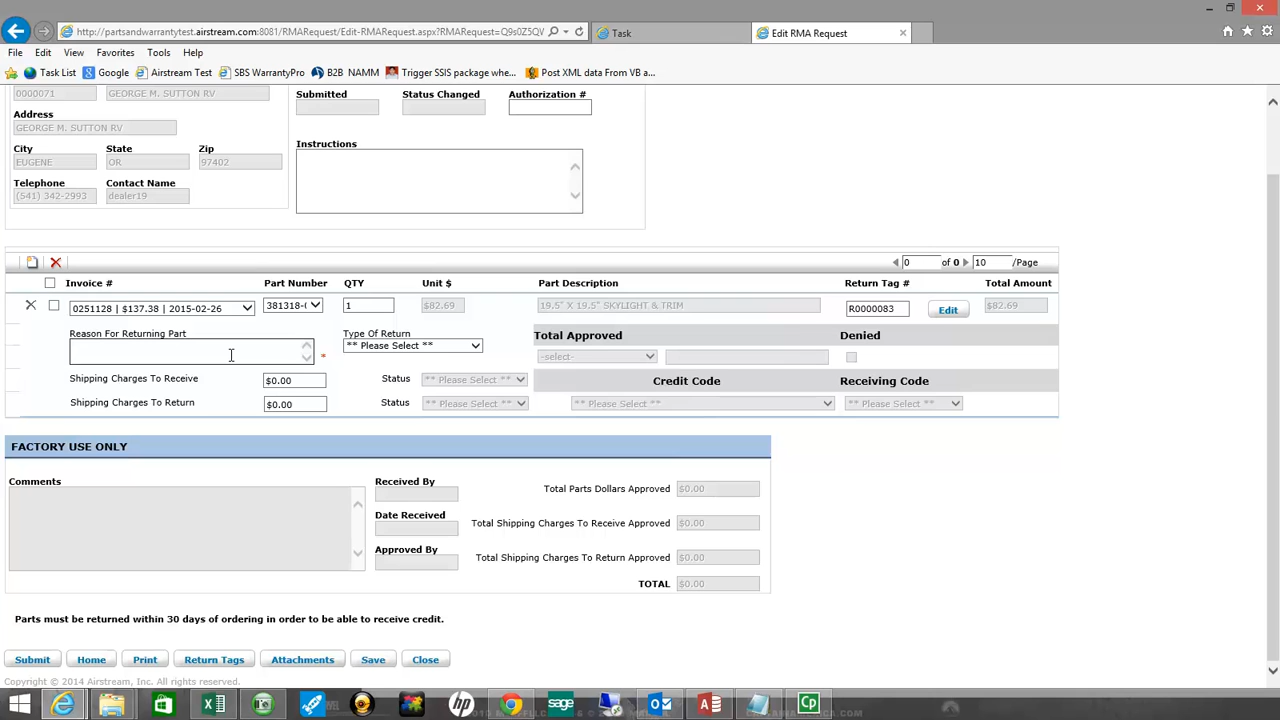 http://partsandwarrantytest.airstream.com:8081/RMARequest/Edit-RMARequest.aspx?RMARequest=Q9s0Z5QV
Task
Edit RMA Request
File Edit View Favorites Tools Help
Task List Google Airstream Test SBS WarrantyPro B2B NAMM Trigger SSIS package whe... Post XML data From VB a...
0000071 GEORGE M. SUTTON RV
Submitted Status Changed Authorization #
Address
GEORGE M. SUTTON RV
Instructions
City State Zip
EUGENE OR 97402
Telephone Contact Name
(541) 342-2993 dealer19
0 of 0 10 /Page
Invoice # Part Number QTY Unit $ Part Description Return Tag # Total Amount
0251128 | $137.38 | 2015-02-26 381318-( 1 $82.69 19.5" X 19.5" SKYLIGHT & TRIM R0000083 Edit $82.69
Reason For Returning Part Type Of Return Total Approved Denied
** Please Select ** -select-
*
Shipping Charges To Receive $0.00 Status ** Please Select ** Credit Code Receiving Code
Shipping Charges To Return $0.00 Status ** Please Select ** ** Please Select ** ** Please Select **
FACTORY USE ONLY
Comments Received By Total Parts Dollars Approved $0.00
Date Received Total Shipping Charges To Receive Approved $0.00
Approved By Total Shipping Charges To Return Approved $0.00
TOTAL $0.00
Parts must be returned within 30 days of ordering in order to be able to receive credit.
Submit Home Print Return Tags Attachments Save Close
Copyright © 2014 Airstream, Inc. All rights reserved.
hp sage Cp